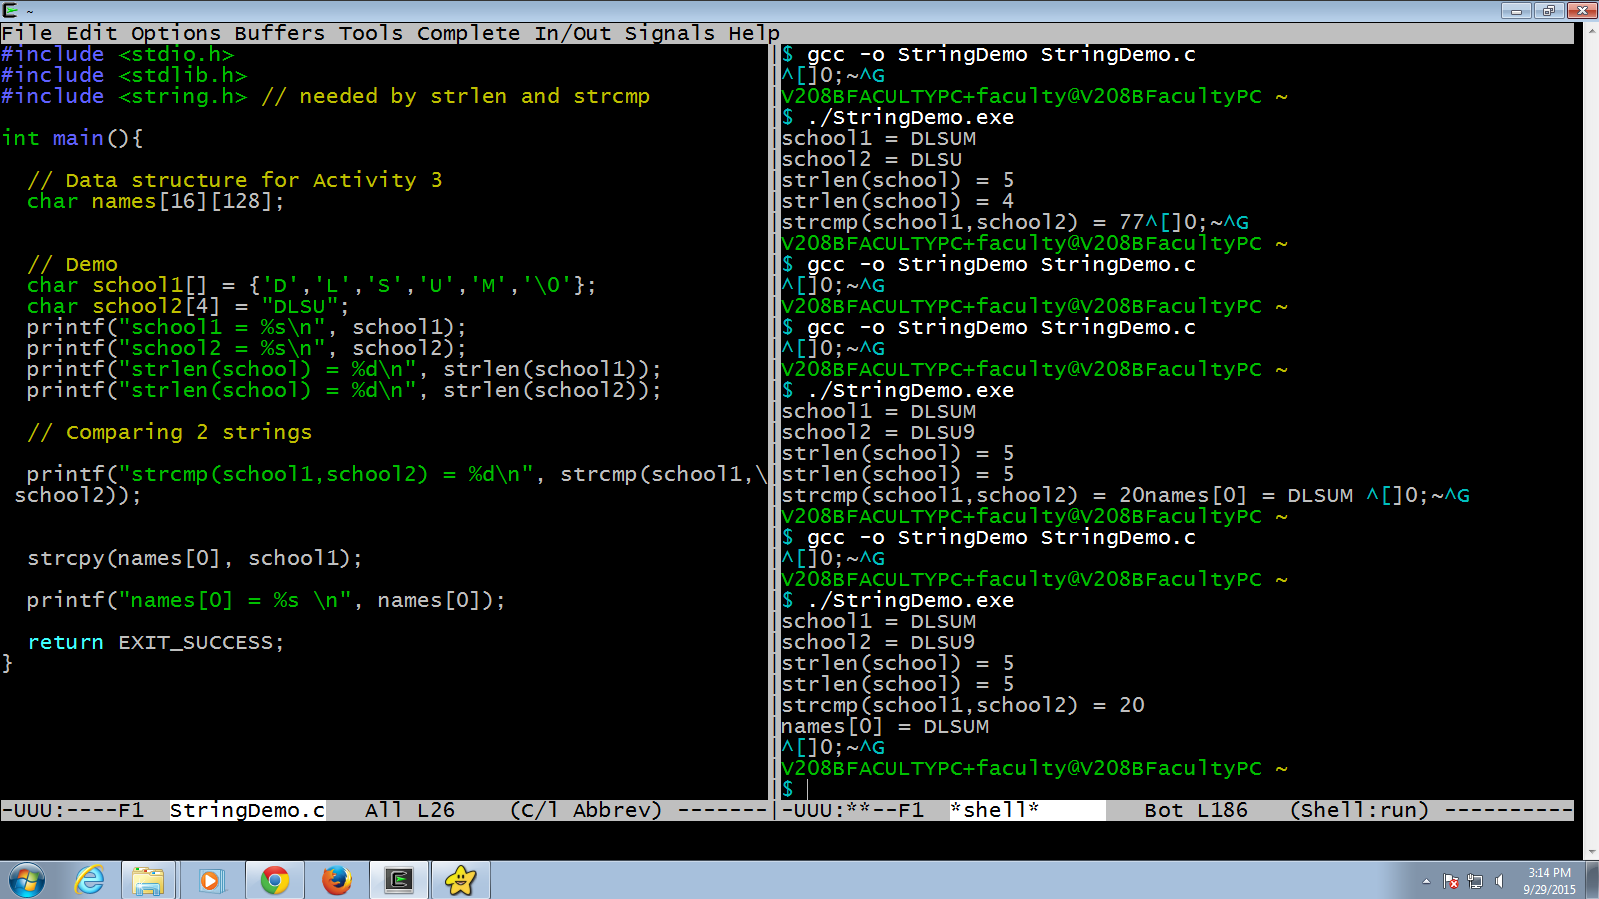 ~
File Edit Options Buffers Tools Complete In/Out Signals Help
#include <stdio.h>
#include <stdlib.h>
#include <string.h> // needed by strlen and strcmp
int main(){
// Data structure for Activity 3
char names[16][128];
// Demo
char school1[] = {'D','L','S','U','M','\0'};
char school2[4] = "DLSU";
printf("school1 = %s\n", school1);
printf("school2 = %s\n", school2);
printf("strlen(school) = %d\n", strlen(school1));
printf("strlen(school) = %d\n", strlen(school2));
// Comparing 2 strings
printf("strcmp(school1,school2) = %d\n", strcmp(school1,\
school2));
strcpy(names[0], school1);
printf("names[0] = %s \n", names[0]);
return EXIT_SUCCESS;
}
-UUU:----F1  StringDemo.c   All L26    (C/l Abbrev) -------
$ gcc -o StringDemo StringDemo.c
^[]0;~^G
V208BFACULTYPC+faculty@V208BFacultyPC ~
$ ./StringDemo.exe
school1 = DLSUM
school2 = DLSU
strlen(school) = 5
strlen(school) = 4
strcmp(school1,school2) = 77^[]0;~^G
V208BFACULTYPC+faculty@V208BFacultyPC ~
$ gcc -o StringDemo StringDemo.c
^[]0;~^G
V208BFACULTYPC+faculty@V208BFacultyPC ~
$ gcc -o StringDemo StringDemo.c
^[]0;~^G
V208BFACULTYPC+faculty@V208BFacultyPC ~
$ ./StringDemo.exe
school1 = DLSUM
school2 = DLSU9
strlen(school) = 5
strlen(school) = 5
strcmp(school1,school2) = 20names[0] = DLSUM ^[]0;~^G
V208BFACULTYPC+faculty@V208BFacultyPC ~
$ gcc -o StringDemo StringDemo.c
^[]0;~^G
V208BFACULTYPC+faculty@V208BFacultyPC ~
$ ./StringDemo.exe
school1 = DLSUM
school2 = DLSU9
strlen(school) = 5
strlen(school) = 5
strcmp(school1,school2) = 20
names[0] = DLSUM
^[]0;~^G
V208BFACULTYPC+faculty@V208BFacultyPC ~
$
-UUU:**--F1  *shell*        Bot L186   (Shell:run) ----------
3:14 PM
9/29/2015